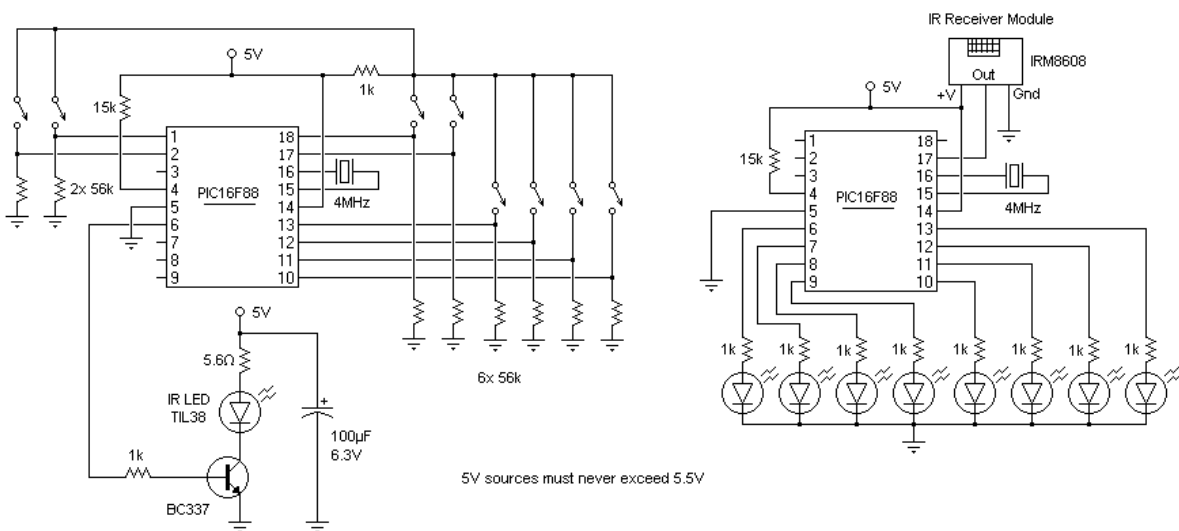 5V
1k
15k
1
2
3
4
5
6
7
8
9
PIC16F88
18
17
16
15
14
13
12
11
10
4MHz
2x 56k
6x 56k
5V
5.6Ω
IR LED
TIL38
+
100µF
6.3V
1k
BC337
5V sources must never exceed 5.5V
IR Receiver Module
IRM8608
Out
+V
Gnd
5V
15k
1
2
3
4
5
6
7
8
9
PIC16F88
18
17
16
15
14
13
12
11
10
4MHz
1k
1k
1k
1k
1k
1k
1k
1k